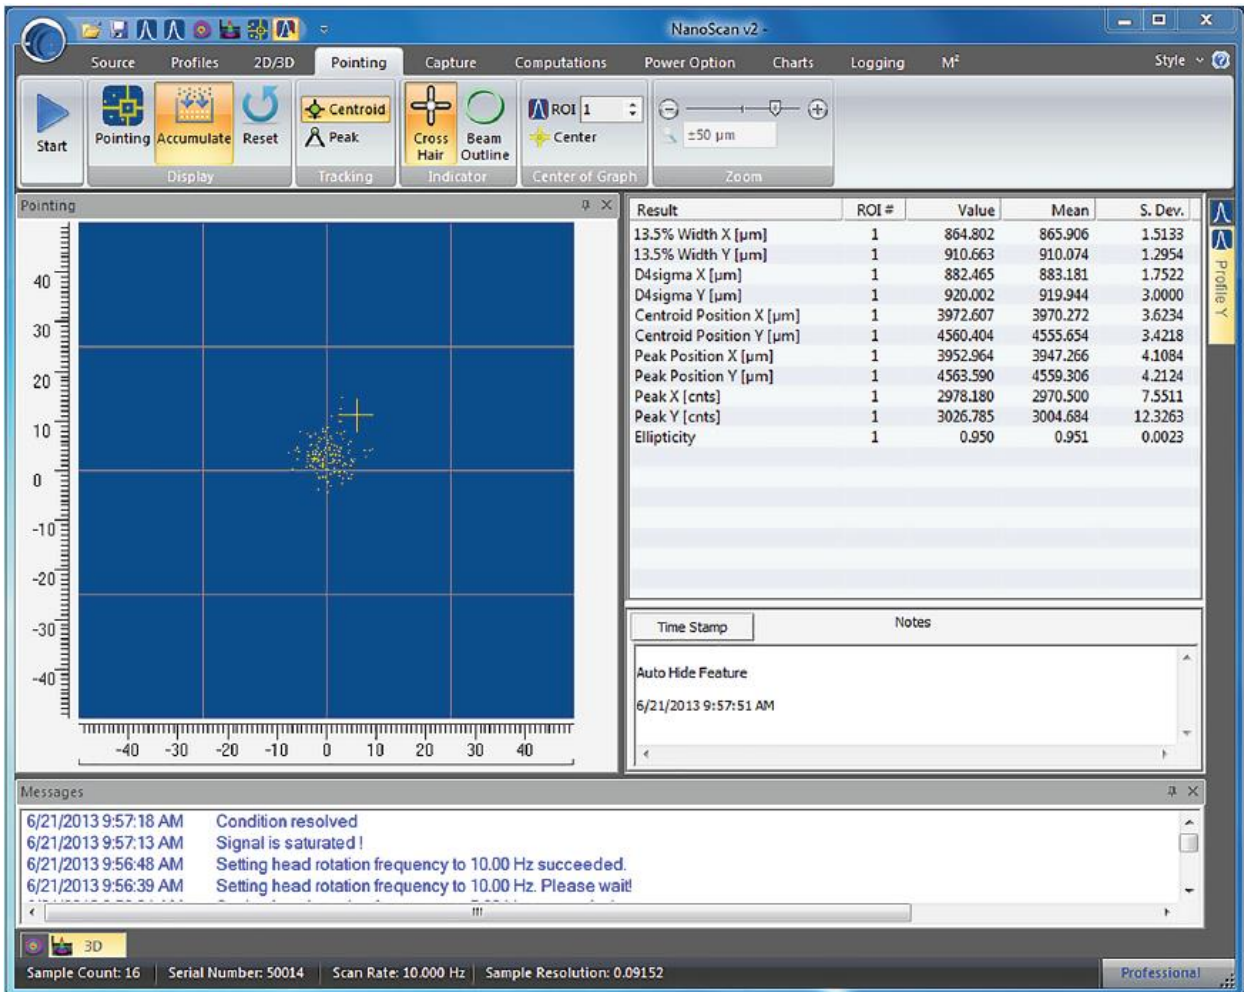 NanoScan v2 -
Source Profiles 2D/3D Pointing Capture Computations Power Option Charts Logging M² Style
Start
Pointing Accumulate Reset
Display
Centroid
Peak
Tracking
Cross Hair
Beam Outline
Indicator
ROI 1
Center
Center of Graph
±50 µm
Zoom
Pointing
40
30
20
10
0
-10
-20
-30
-40
-40 -30 -20 -10 0 10 20 30 40
Result ROI # Value Mean S. Dev.
13.5% Width X [µm] 1 864.802 865.906 1.5133
13.5% Width Y [µm] 1 910.663 910.074 1.2954
D4sigma X [µm] 1 882.465 883.181 1.7522
D4sigma Y [µm] 1 920.002 919.944 3.0000
Centroid Position X [µm] 1 3972.607 3970.272 3.6234
Centroid Position Y [µm] 1 4560.404 4555.654 3.4218
Peak Position X [µm] 1 3952.964 3947.266 4.1084
Peak Position Y [µm] 1 4563.590 4559.306 4.2124
Peak X [cnts] 1 2978.180 2970.500 7.5511
Peak Y [cnts] 1 3026.785 3004.684 12.3263
Ellipticity 1 0.950 0.951 0.0023
Profile Y
Time Stamp Notes
Auto Hide Feature
6/21/2013 9:57:51 AM
Messages
6/21/2013 9:57:18 AM Condition resolved
6/21/2013 9:57:13 AM Signal is saturated !
6/21/2013 9:56:48 AM Setting head rotation frequency to 10.00 Hz succeeded.
6/21/2013 9:56:39 AM Setting head rotation frequency to 10.00 Hz. Please wait!
3D
Sample Count: 16 Serial Number: 50014 Scan Rate: 10.000 Hz Sample Resolution: 0.09152 Professional